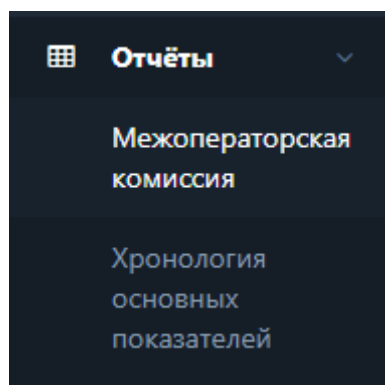 Отчёты
Межоператорская
комиссия
Хронология
основных
показателей